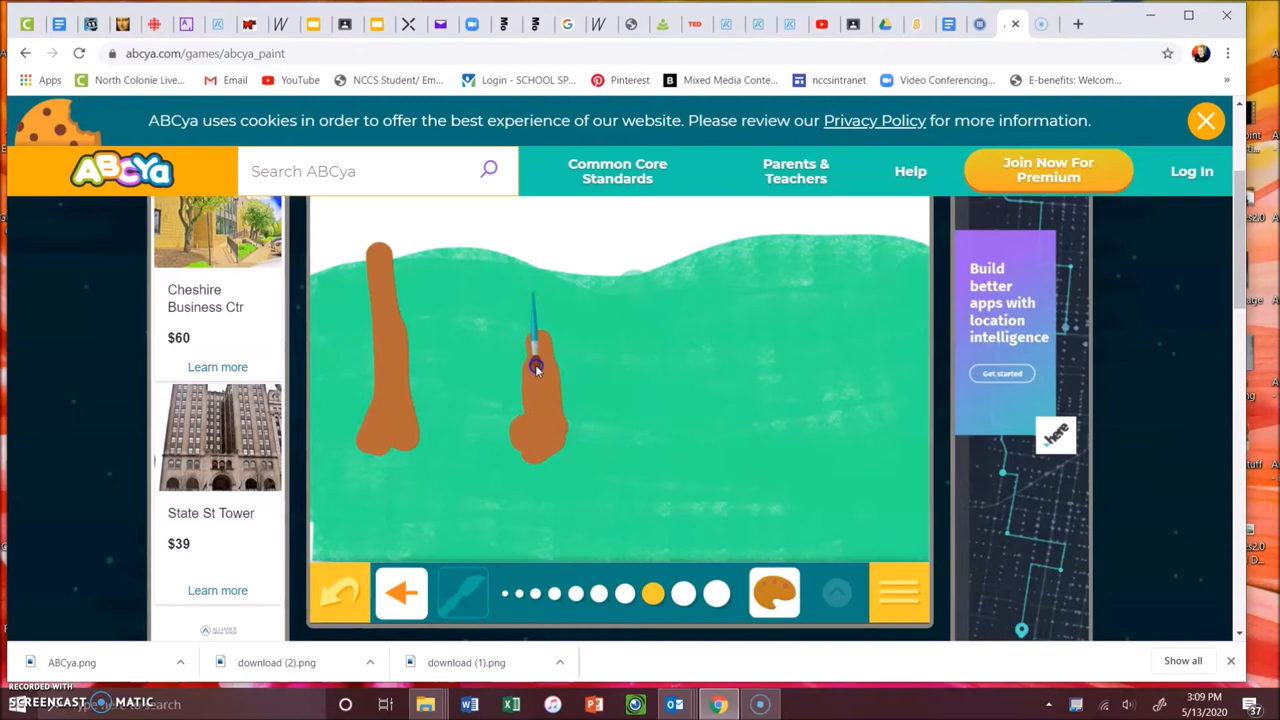 abcya.com/games/abcya_paint
Apps
North Colonie Live...
Email
YouTube
NCCS Student/ Em...
Login - SCHOOL SP...
Pinterest
Mixed Media Conte...
nccsintranet
Video Conferencing...
E-benefits: Welcom...
»
ABCya uses cookies in order to offer the best experience of our website. Please review our Privacy Policy for more information.
ABCYa
Search ABCya
Common Core
Standards
Parents &
Teachers
Help
Join Now For
Premium
Log In
Cheshire
Business Ctr
$60
Learn more
State St Tower
$39
Learn more
Build
better
apps with
location
intelligence
Get started
here
ABCya.png
download (2).png
download (1).png
Show all
RECORDED WITH
SCREENCAST MATIC
here to search
3:09 PM
5/13/2020
37